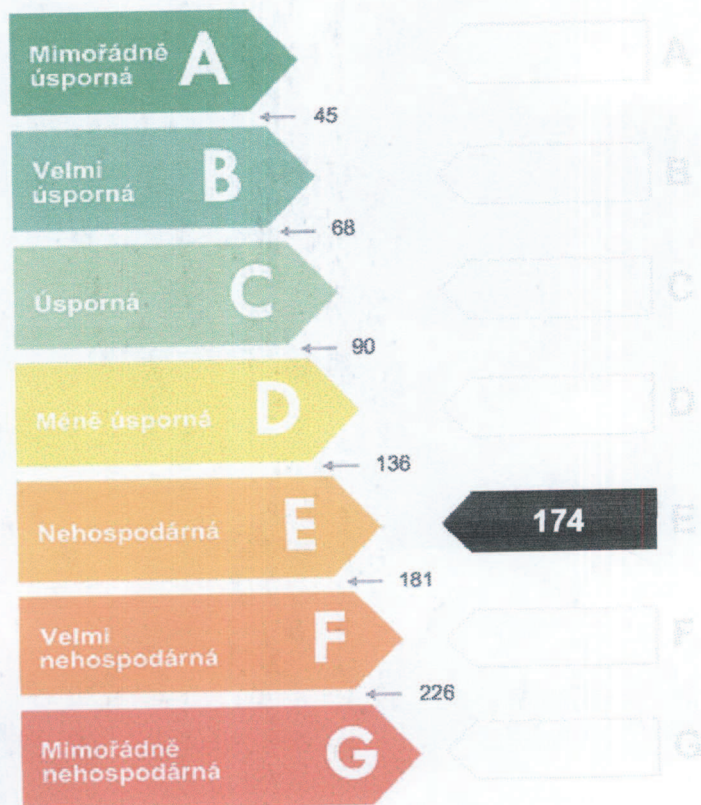 Mimořádně
úsporná
A
A
45
Velmi
úsporná
B
B
68
Úsporná
C
C
90
Méně úsporná
D
D
136
Nehospodárná
E
174
E
181
Velmi
nehospodárná
F
F
226
Mimořádně
nehospodárná
G
G